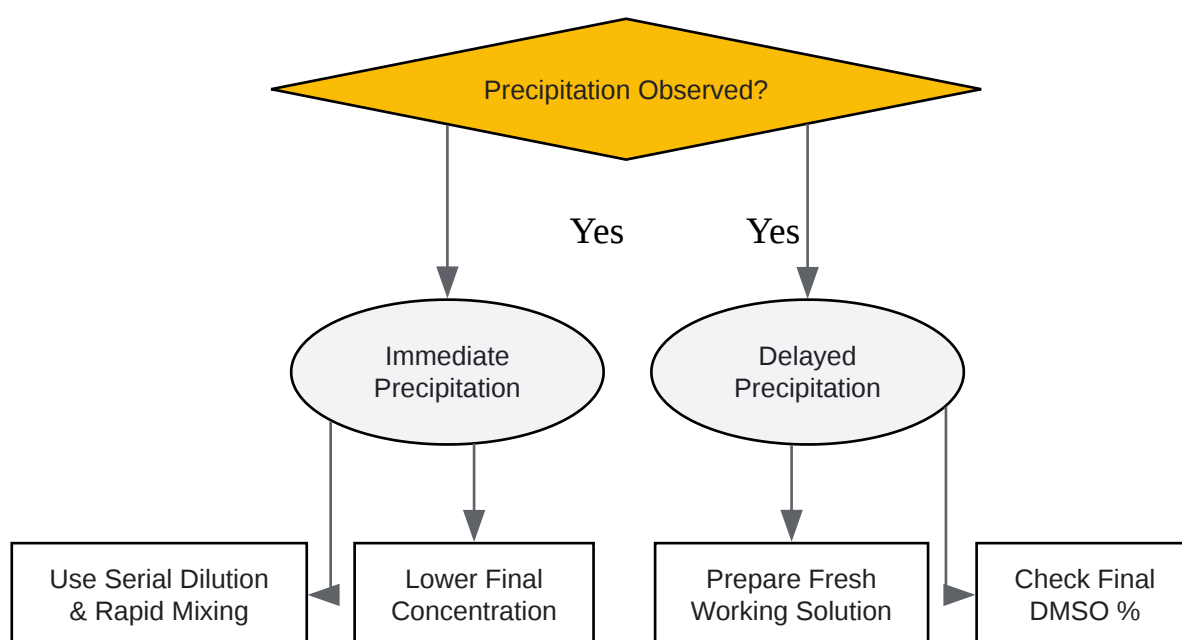 Precipitation Observed?
Yes
Yes
Immediate
Precipitation
Delayed
Precipitation
Use Serial Dilution
& Rapid Mixing
Lower Final
Concentration
Prepare Fresh
Working Solution
Check Final
DMSO %